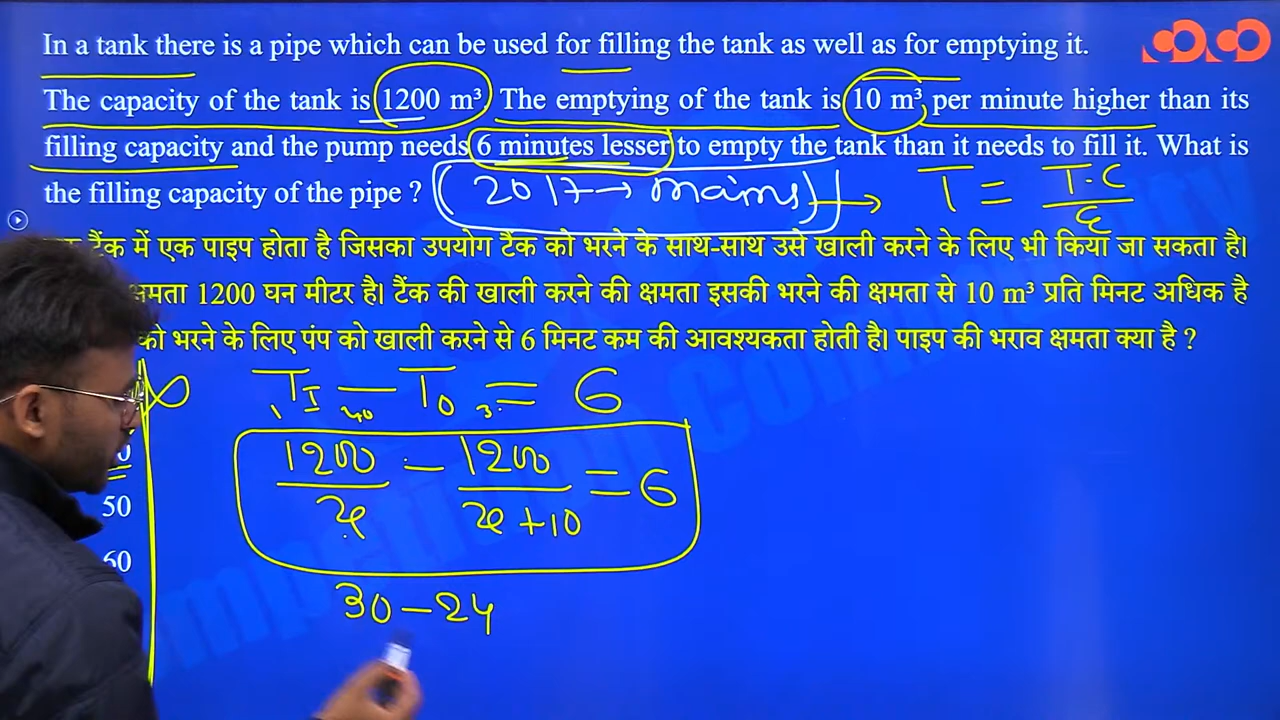 In a tank there is a pipe which can be used for filling the tank as well as for emptying it.
The capacity of the tank is 1200 m³. The emptying of the tank is 10 m³ per minute higher than its
filling capacity and the pump needs 6 minutes lesser to empty the tank than it needs to fill it. What is
the filling capacity of the pipe ? (2017 → mains) → T = T.C / E
टैंक में एक पाइप होता है जिसका उपयोग टैंक को भरने के साथ-साथ उसे खाली करने के लिए भी किया जा सकता है।
क्षमता 1200 घन मीटर है। टैंक की खाली करने की क्षमता इसकी भरने की क्षमता से 10 m³ प्रति मिनट अधिक है
को भरने के लिए पंप को खाली करने से 6 मिनट कम की आवश्यकता होती है। पाइप की भराव क्षमता क्या है ?
T_I — T_O = 6
1200/x — 1200/x+10 = 6
50
60
30 – 24